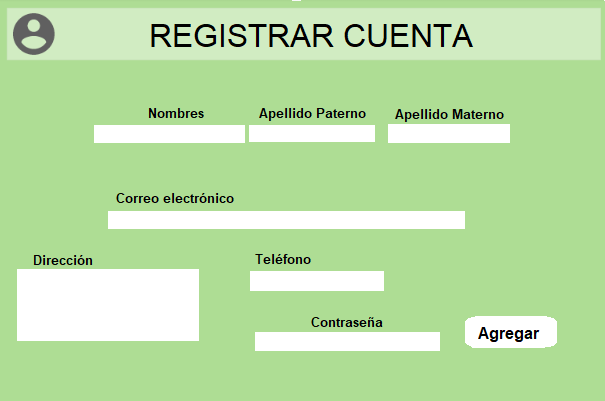 REGISTRAR CUENTA
Nombres Apellido Paterno Apellido Materno
Correo electrónico
Dirección Teléfono
Contraseña
Agregar